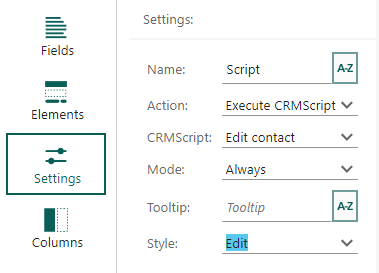 Fields
Elements
Settings
Columns
Settings:
Name: Script A-Z
Action: Execute CRMScript
CRMScript: Edit contact
Mode: Always
Tooltip: Tooltip A-Z
Style: Edit